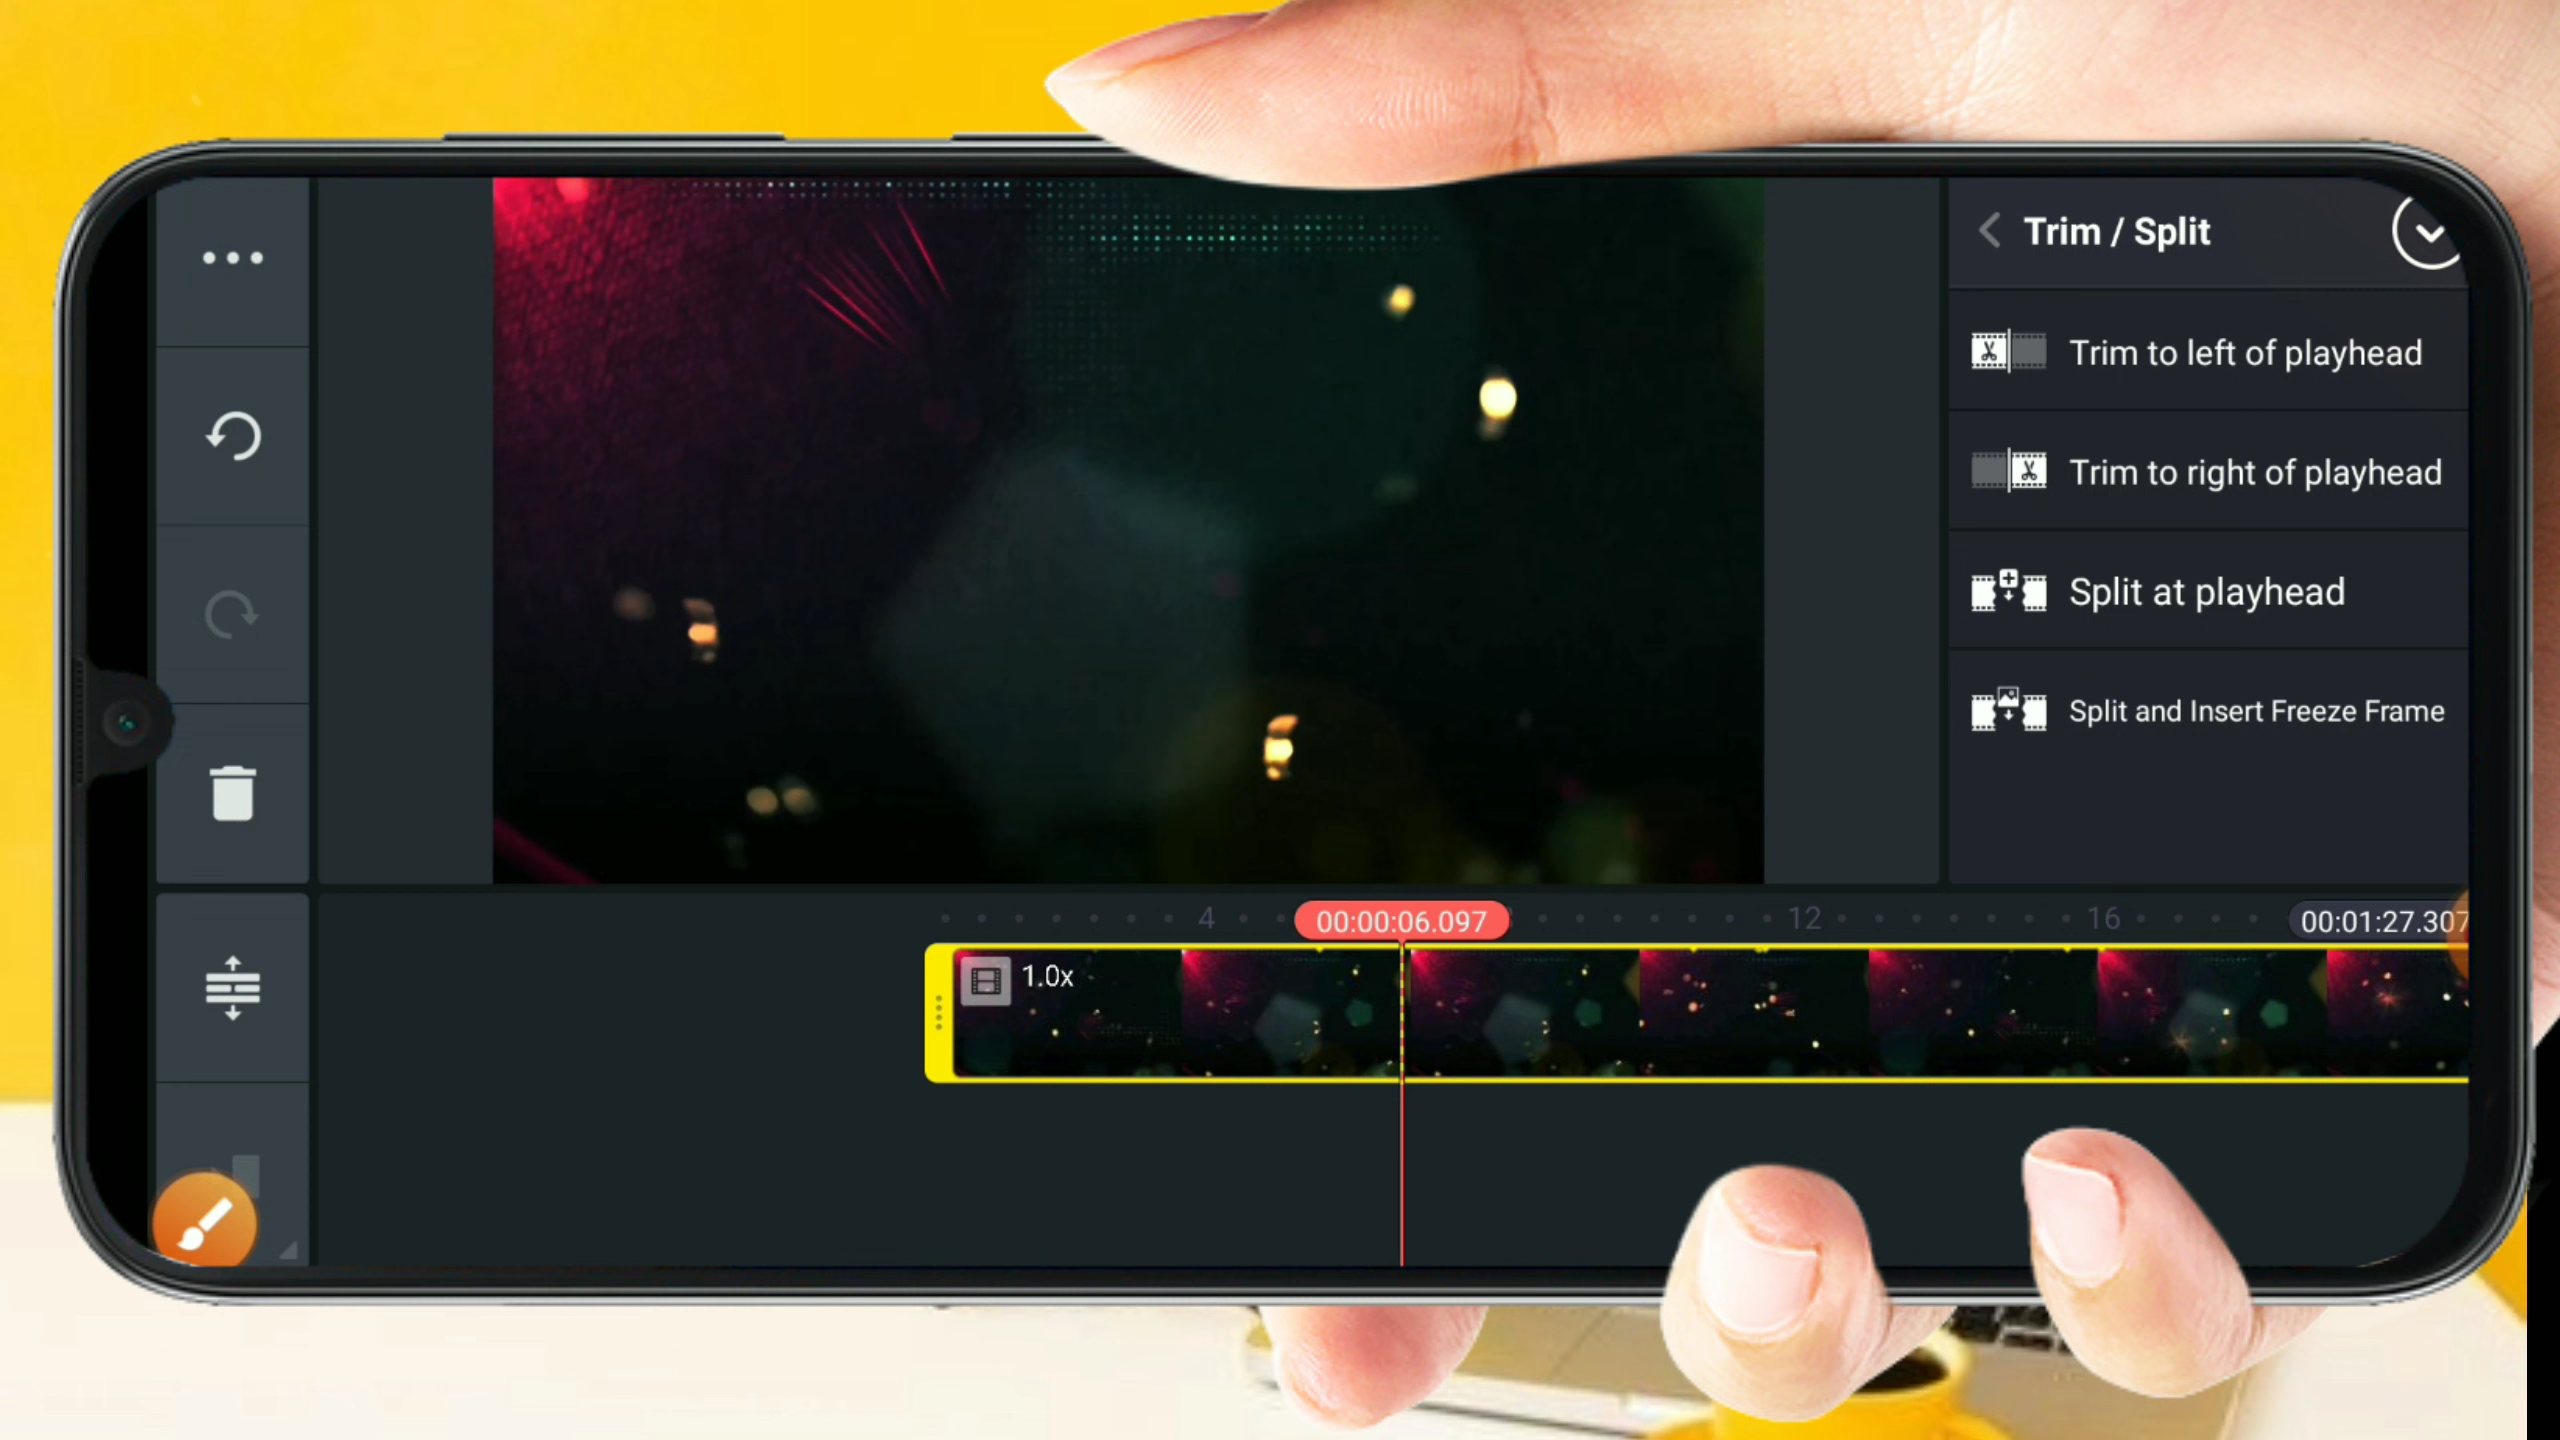 Trim / Split
Trim to left of playhead
Trim to right of playhead
Split at playhead
Split and Insert Freeze Frame
4
00:00:06.097
12
16
00:01:27.307
1.0x